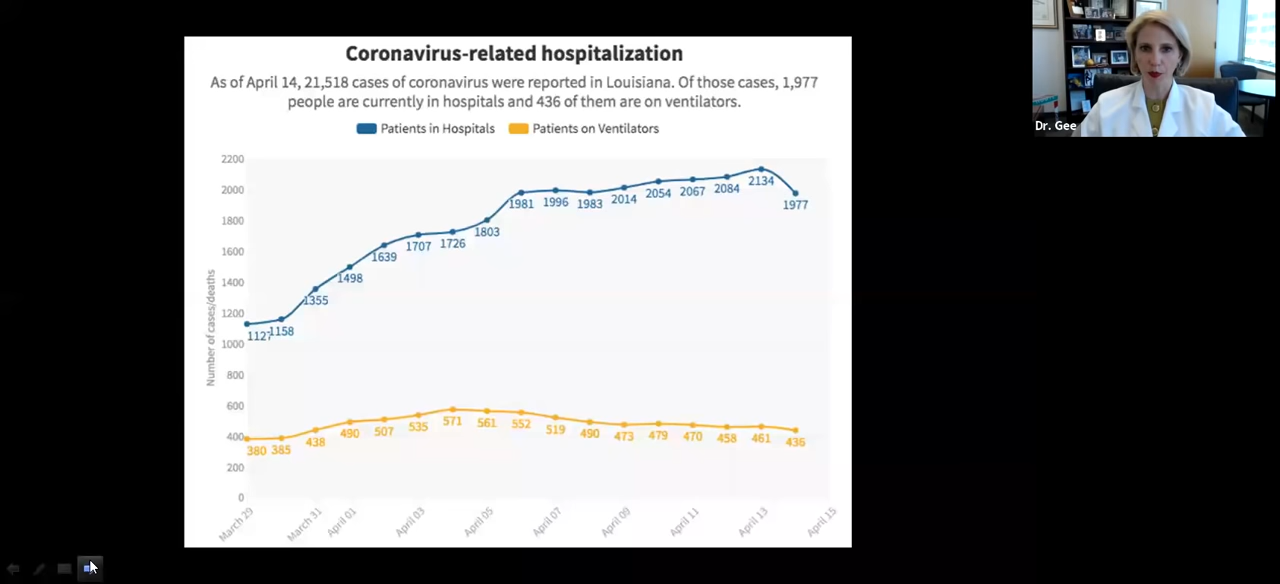 Coronavirus-related hospitalization
As of April 14, 21,518 cases of coronavirus were reported in Louisiana. Of those cases, 1,977
people are currently in hospitals and 436 of them are on ventilators.
Patients in Hospitals Patients on Ventilators
Number of cases/deaths
2200
2000
1800
1600
1400
1200
1000
800
600
400
200
0
1127 1158 1355 1498 1639 1707 1726 1803 1981 1996 1983 2014 2054 2067 2084 2134 1977
380 385 438 490 507 535 571 561 552 519 490 473 479 470 458 461 436
March 29 March 31 April 01 April 03 April 05 April 07 April 09 April 11 April 13 April 15
Dr. Gee